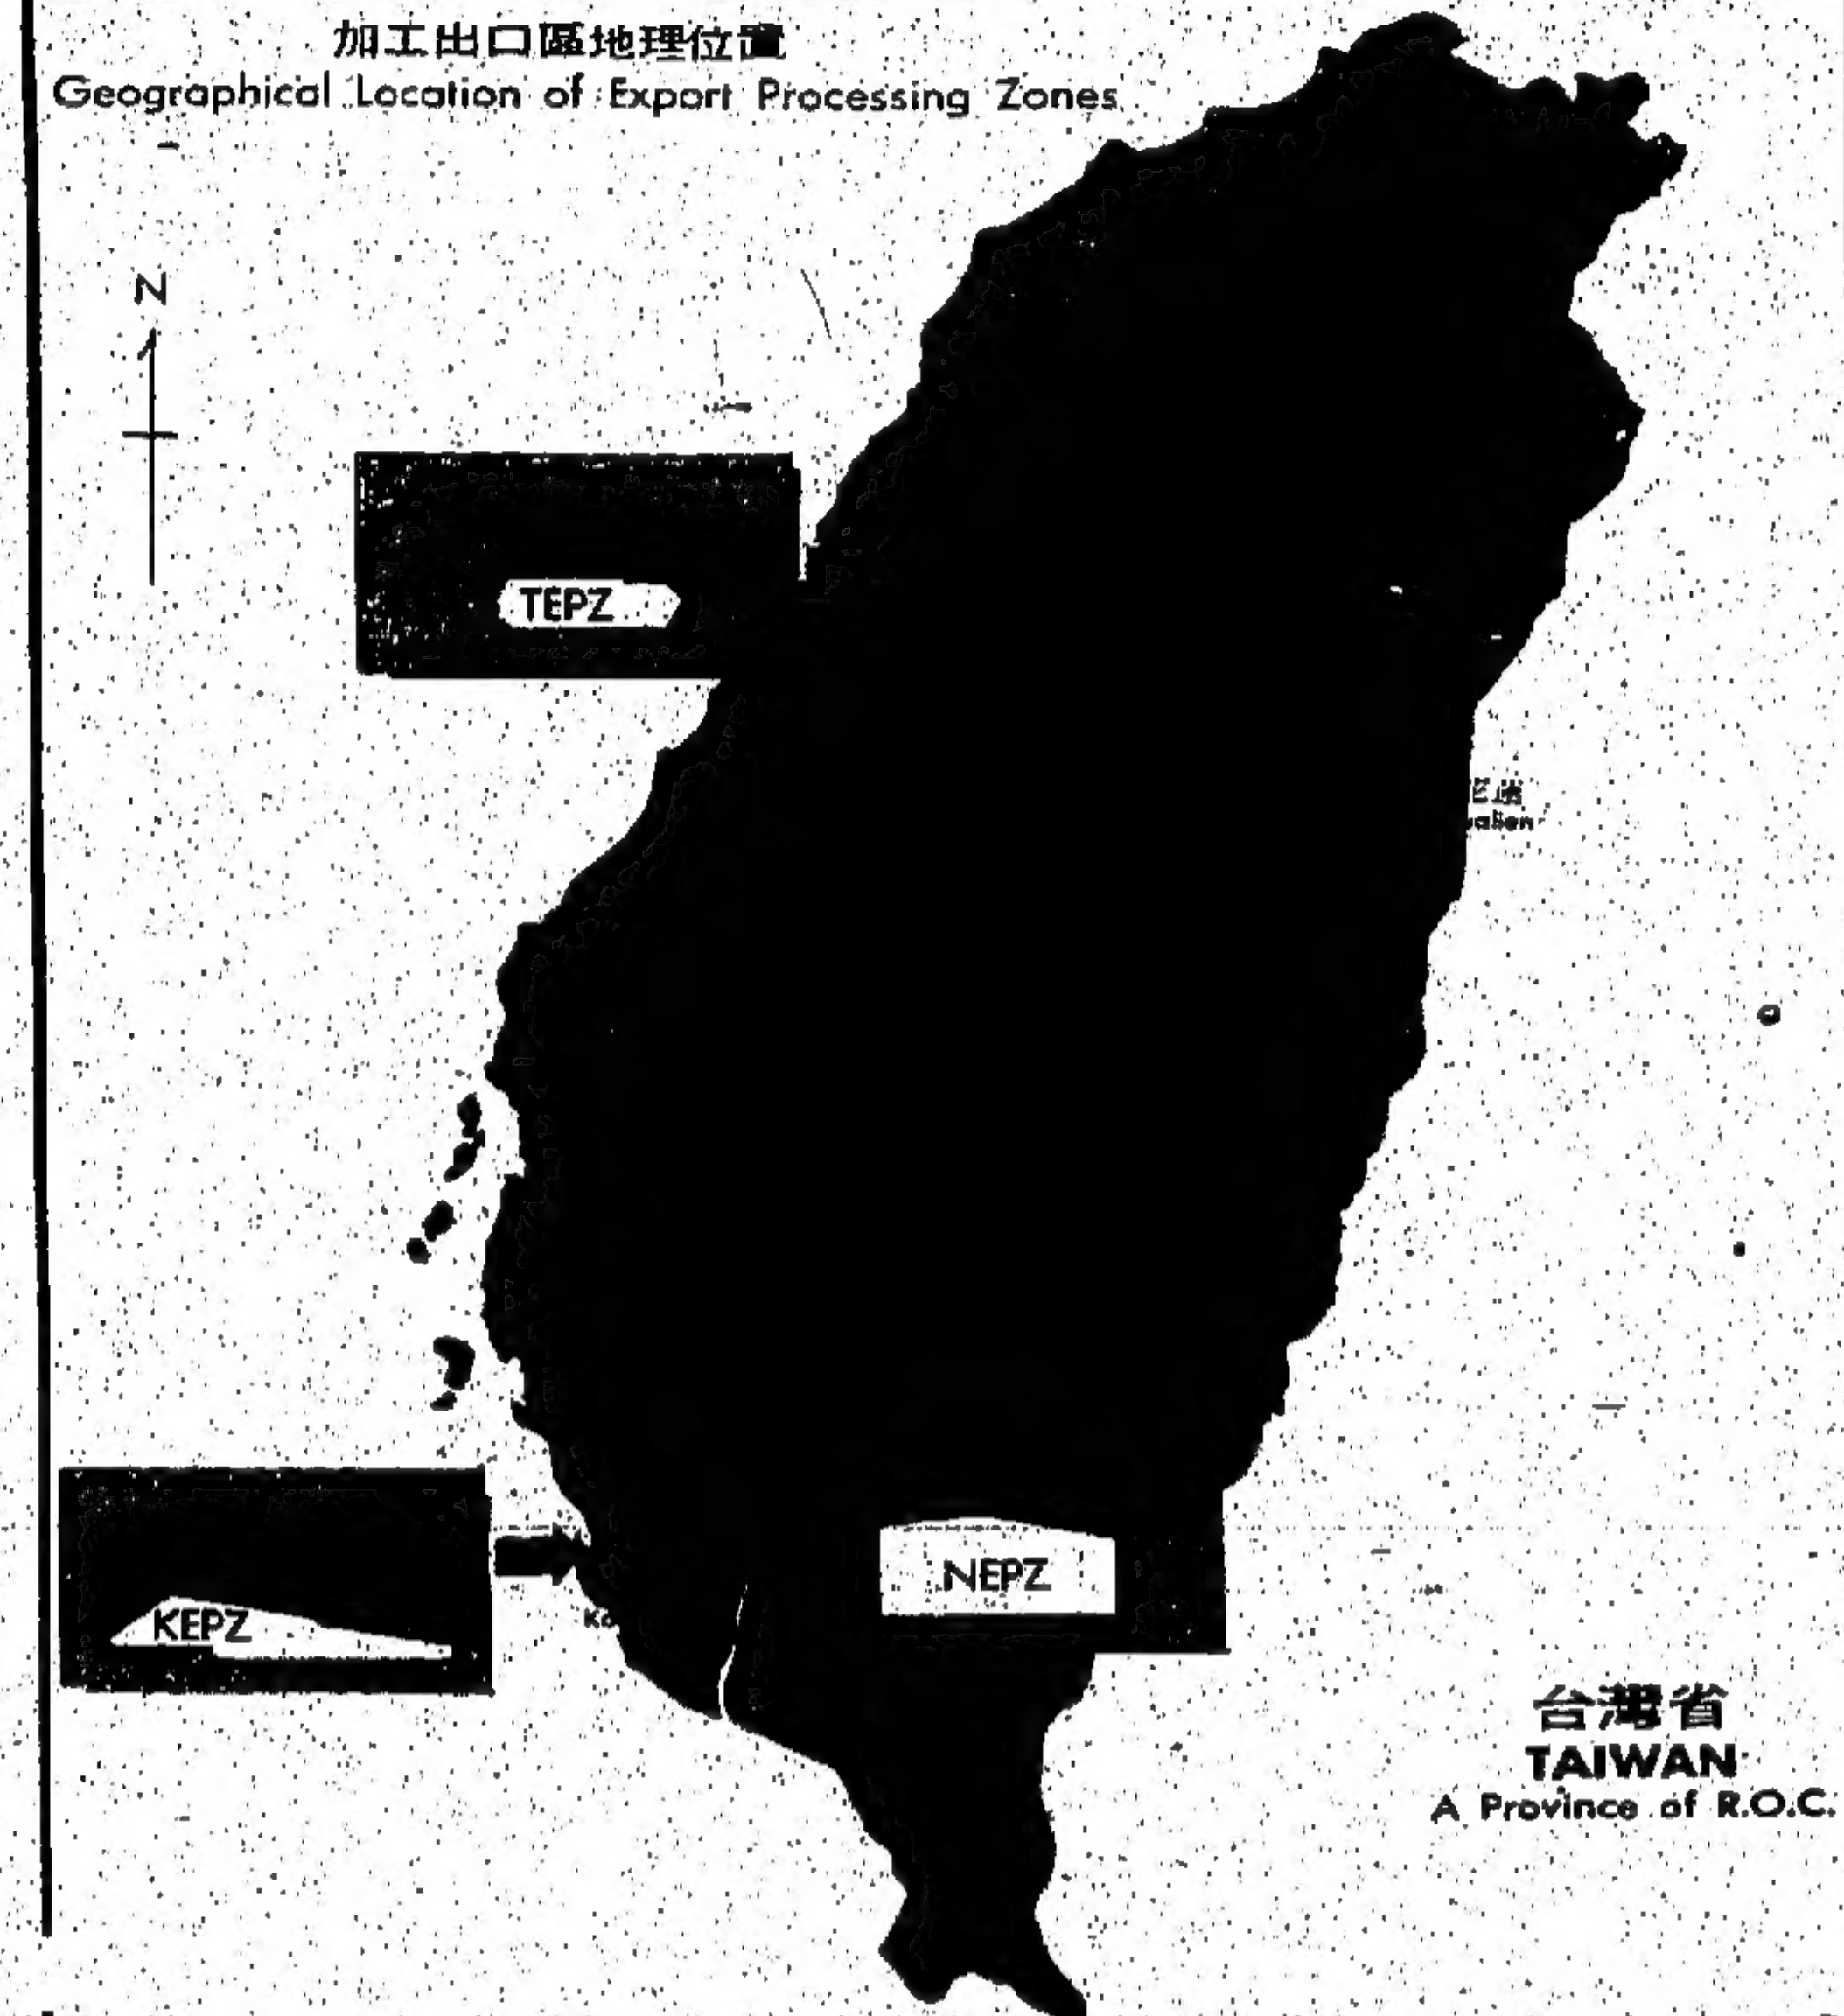 加工出口區地理位置
Geographical Location of Export Processing Zones
N
TEPZ
NEPZ
KEPZ
台灣省
TAIWAN
A Province of R.O.C.